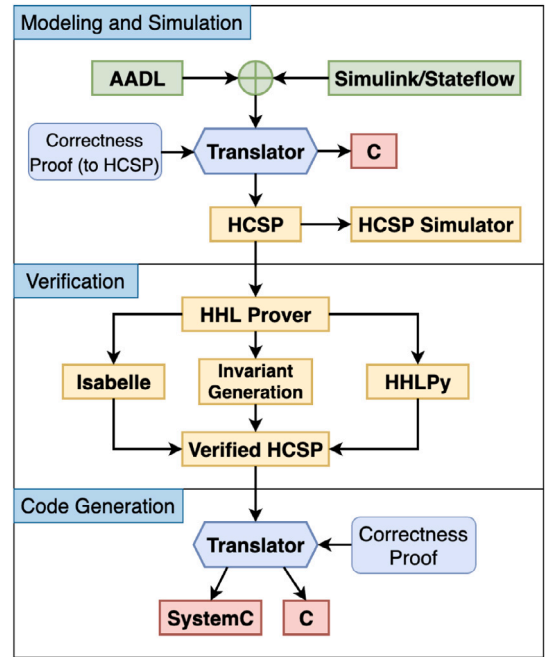 Modeling and Simulation
AADL
Simulink/Stateflow
Correctness
Proof (to HCSP)
Translator
C
HCSP
HCSP Simulator
Verification
HHL Prover
Isabelle
Invariant
Generation
HHLPy
Verified HCSP
Code Generation
Translator
Correctness
Proof
SystemC
C